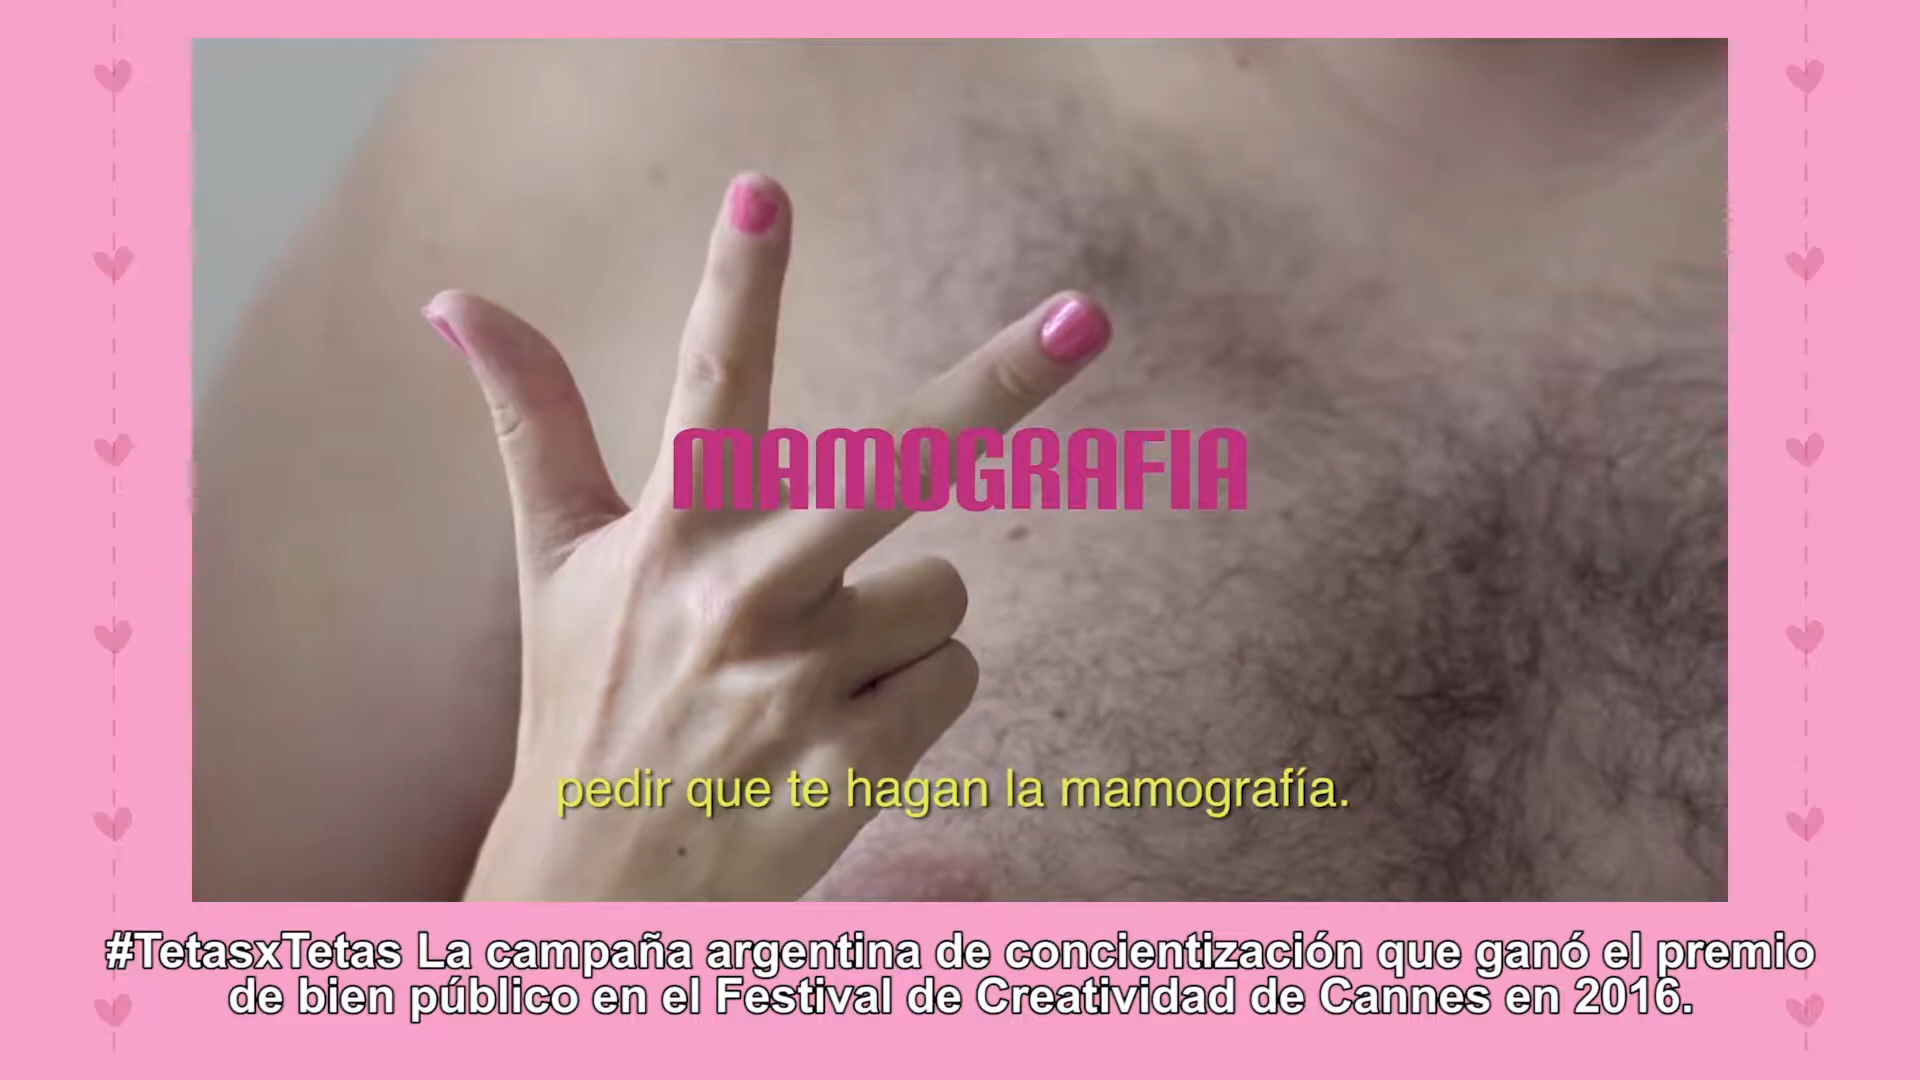 MAMOGRAFIA
pedir que te hagan la mamografía.
#TetasxTetas La campaña argentina de concientización que ganó el premio
de bien público en el Festival de Creatividad de Cannes en 2016.